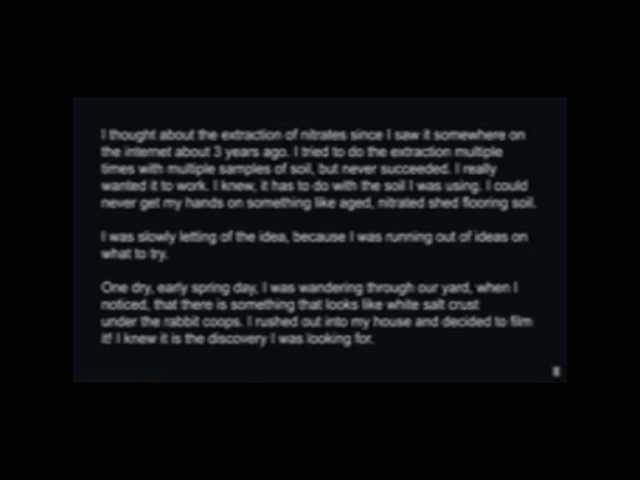 I thought about the extraction of nitrates since I saw it somewhere on
the internet about 3 years ago. I tried to do the extraction multiple
times with multiple samples of soil, but never succeeded. I really
wanted it to work. I knew, it has to do with the soil I was using. I could
never get my hands on something like aged, nitrated shed flooring soil.
I was slowly letting of the idea, because I was running out of ideas on
what to try.
One dry, early spring day, I was wandering through our yard, when I
noticed, that there is something that looks like white salt crust
under the rabbit coops. I rushed out into my house and decided to film
it! I knew it is the discovery I was looking for.